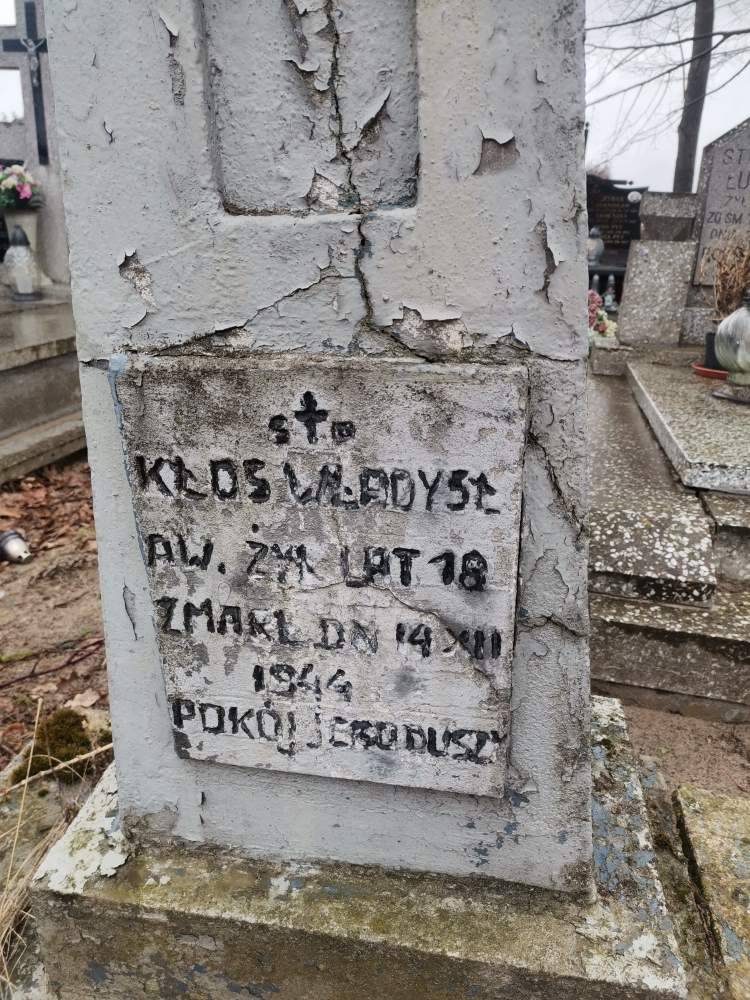 Ś † P
KŁOS WŁADYSŁ
AW. ŻYŁ LAT 18
ZMARŁ DN 14 XII
1944
POKÓJ JEGO DUSZY